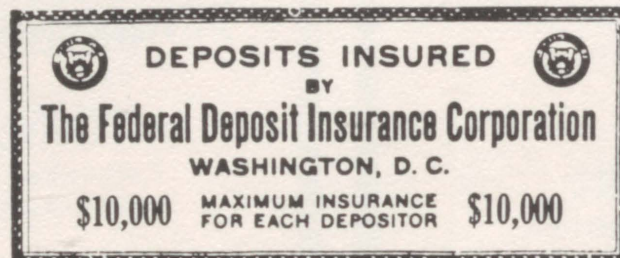 DEPOSITS INSURED
BY
The Federal Deposit Insurance Corporation
WASHINGTON, D. C.
$10,000 MAXIMUM INSURANCE FOR EACH DEPOSITOR $10,000